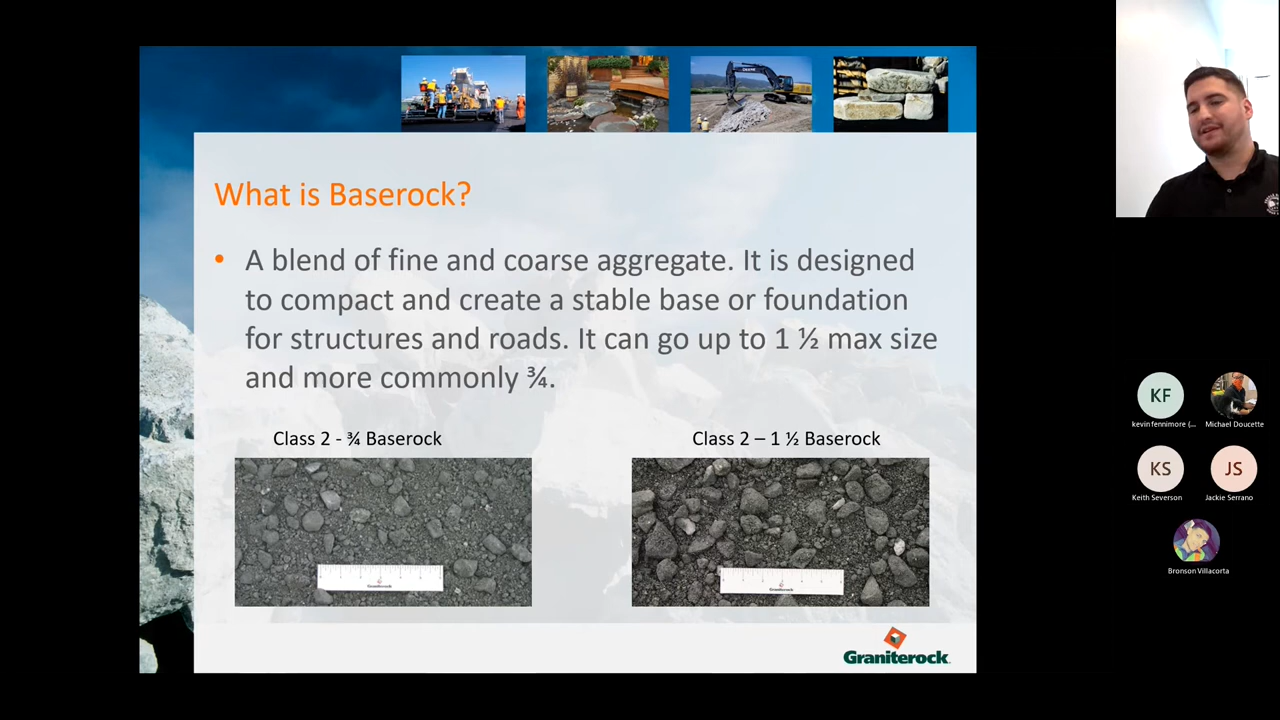 What is Baserock?
• A blend of fine and coarse aggregate. It is designed
to compact and create a stable base or foundation
for structures and roads. It can go up to 1 ½ max size
and more commonly ¾.
Class 2 - ¾ Baserock
Class 2 – 1 ½ Baserock
Graniterock
Graniterock
Graniterock
KF
kevin fennimore (...
Michael Doucette
KS
Keith Severson
JS
Jackie Serrano
Bronson Villacorta